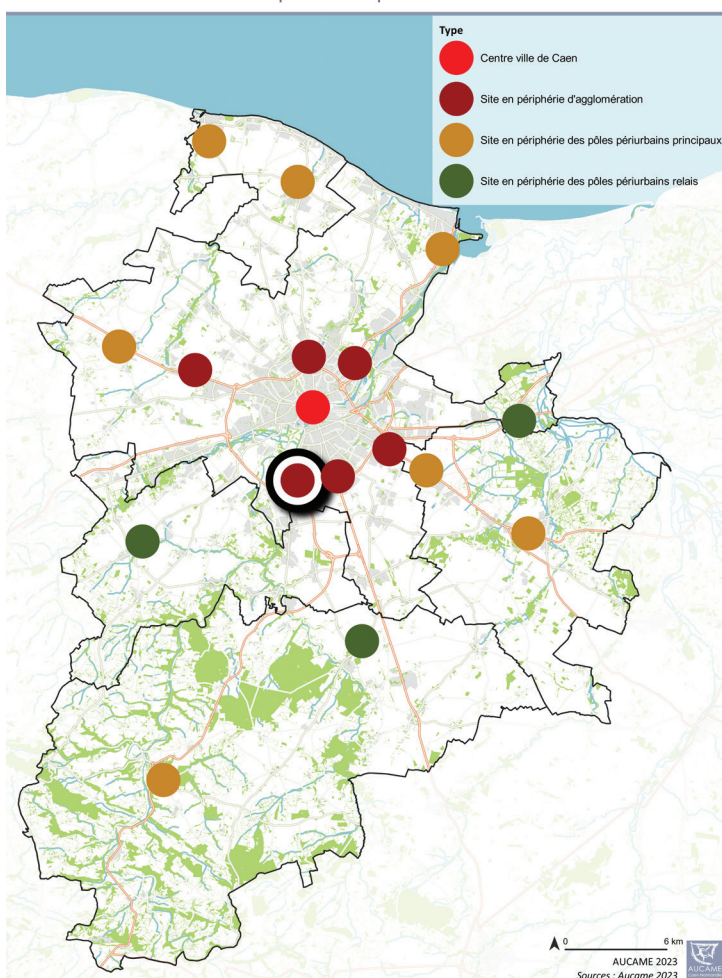 Type
Centre ville de Caen
Site en périphérie d'agglomération
Site en périphérie des pôles périurbains principaux
Site en périphérie des pôles périurbains relais
0 6 km
AUCAME 2023
Sources : Aucame 2023
AUCAME